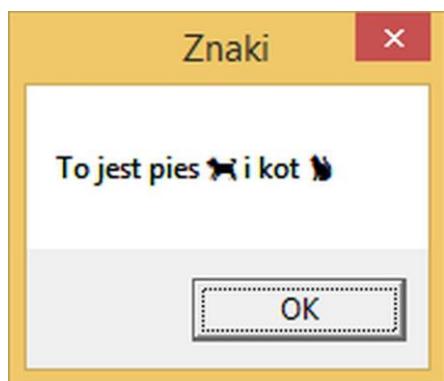 Znaki
To jest pies 🐕 i kot 🐈
OK